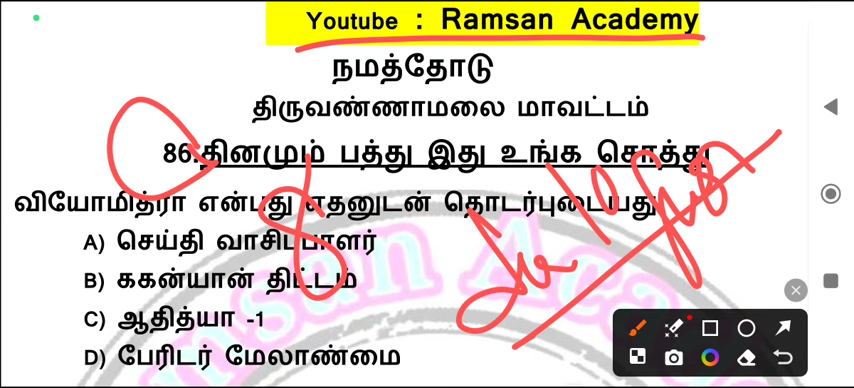 Youtube : Ramsan Academy
நமத்தோடு
திருவண்ணாமலை மாவட்டம்
86.தினமும் பத்து இது உங்க சொத்து
வியோமித்ரா என்பது எதனுடன் தொடர்புடையது
A) செய்தி வாசிப்பாளர்
B) ககன்யான் திட்டம்
C) ஆதித்யா -1
D) பேரிடர் மேலாண்மை